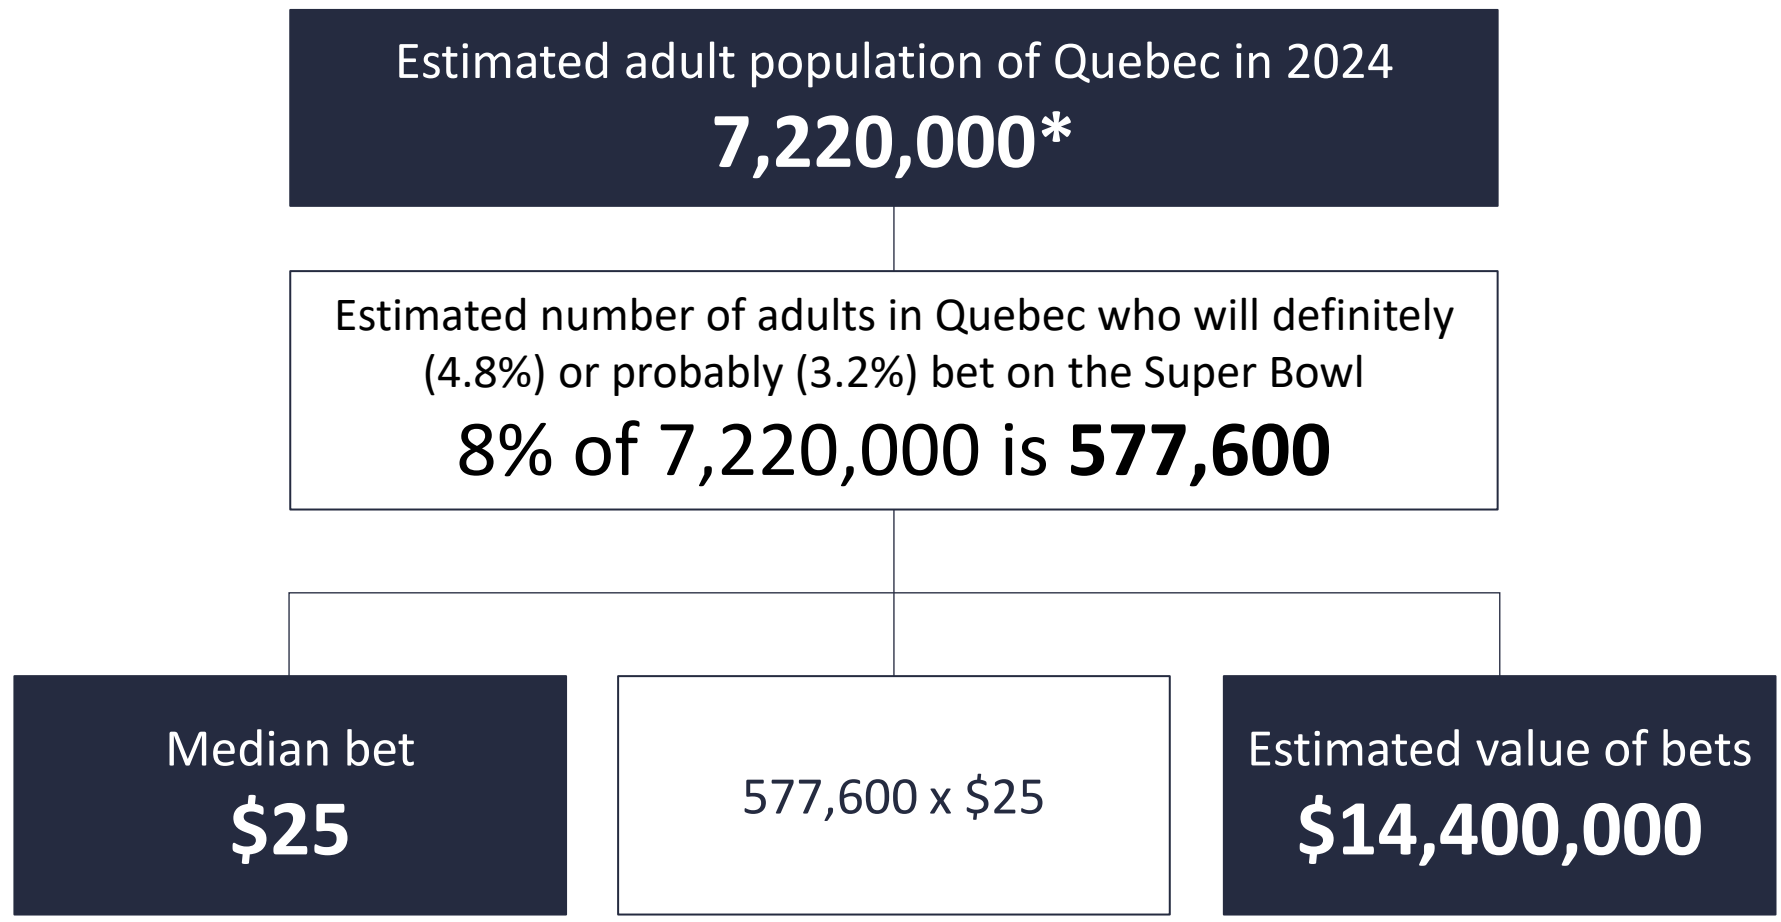 Estimated adult population of Quebec in 2024
7,220,000*
Estimated number of adults in Quebec who will definitely
(4.8%) or probably (3.2%) bet on the Super Bowl
8% of 7,220,000 is 577,600
Median bet
$25
577,600 x $25
Estimated value of bets
$14,400,000